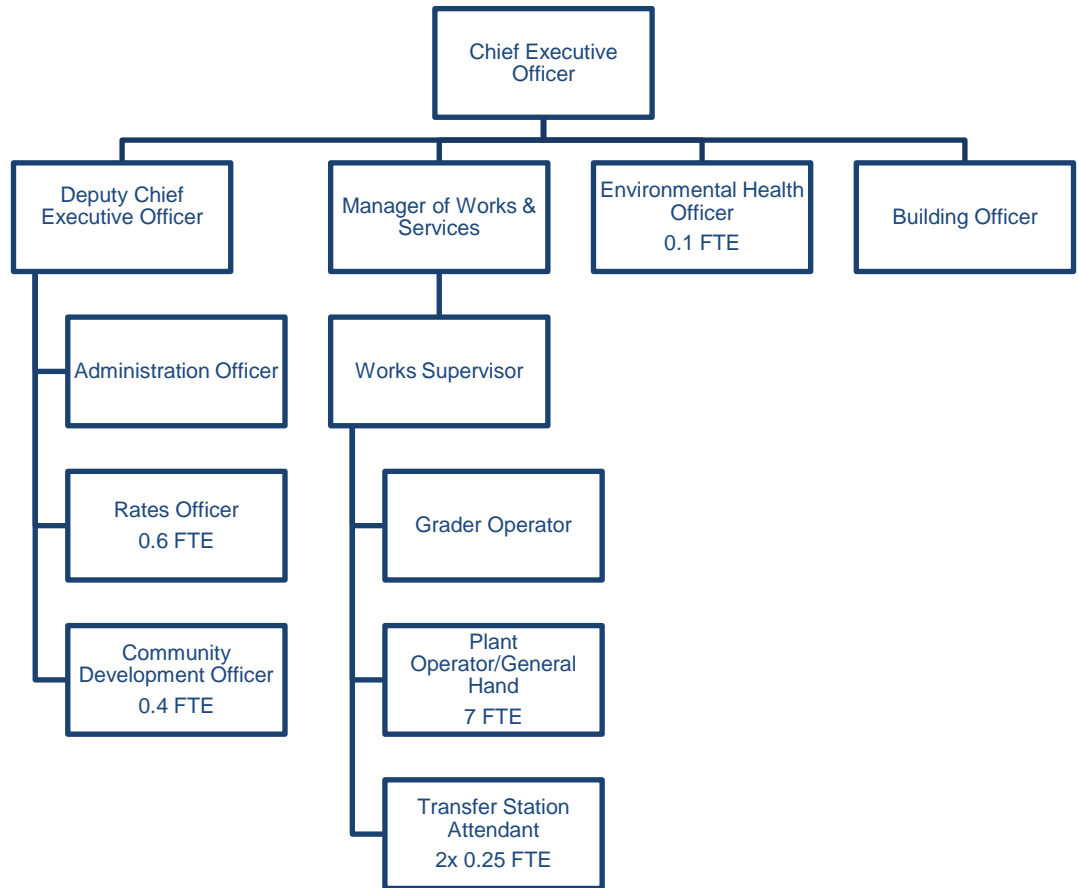 Chief Executive
Officer
Deputy Chief
Executive Officer
Manager of Works &
Services
Environmental Health
Officer
0.1 FTE
Building Officer
Administration Officer
Works Supervisor
Rates Officer
0.6 FTE
Grader Operator
Community
Development Officer
0.4 FTE
Plant
Operator/General
Hand
7 FTE
Transfer Station
Attendant
2x 0.25 FTE